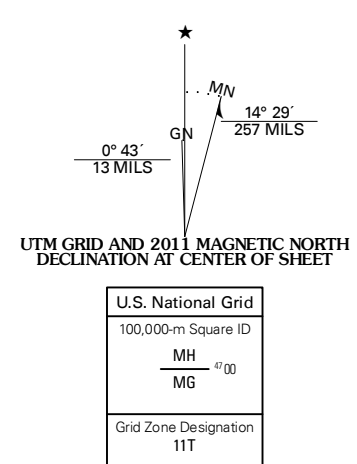 ★
MN
GN
14° 29´
257 MILS
0° 43´
13 MILS
UTM GRID AND 2011 MAGNETIC NORTH
DECLINATION AT CENTER OF SHEET
U.S. National Grid
100,000-m Square ID
MH
4700
MG
Grid Zone Designation
11T